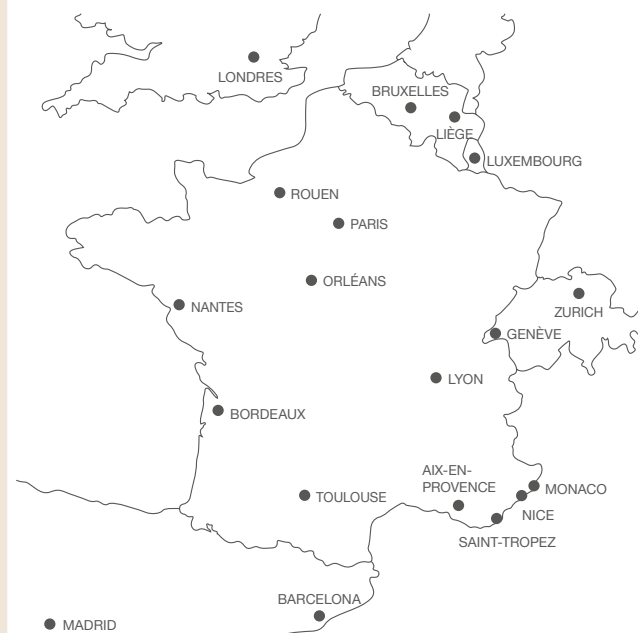 LONDRES
BRUXELLES
LIÈGE
LUXEMBOURG
ROUEN
PARIS
ORLÉANS
NANTES
ZURICH
GENÈVE
LYON
BORDEAUX
AIX-EN-
PROVENCE
MONACO
TOULOUSE
NICE
SAINT-TROPEZ
BARCELONA
MADRID